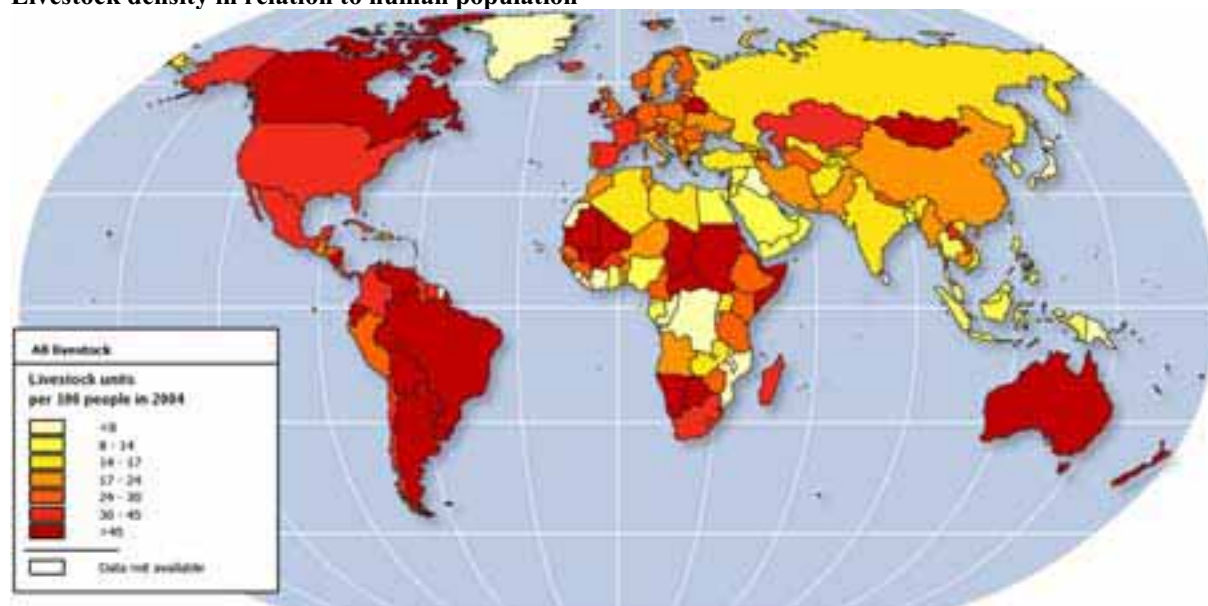 Livestock density in relation to human population
All livestock
Livestock units
per 100 people in 2004
<8
8 - 14
14 - 17
17 - 24
24 - 30
30 - 45
>45
Data not available